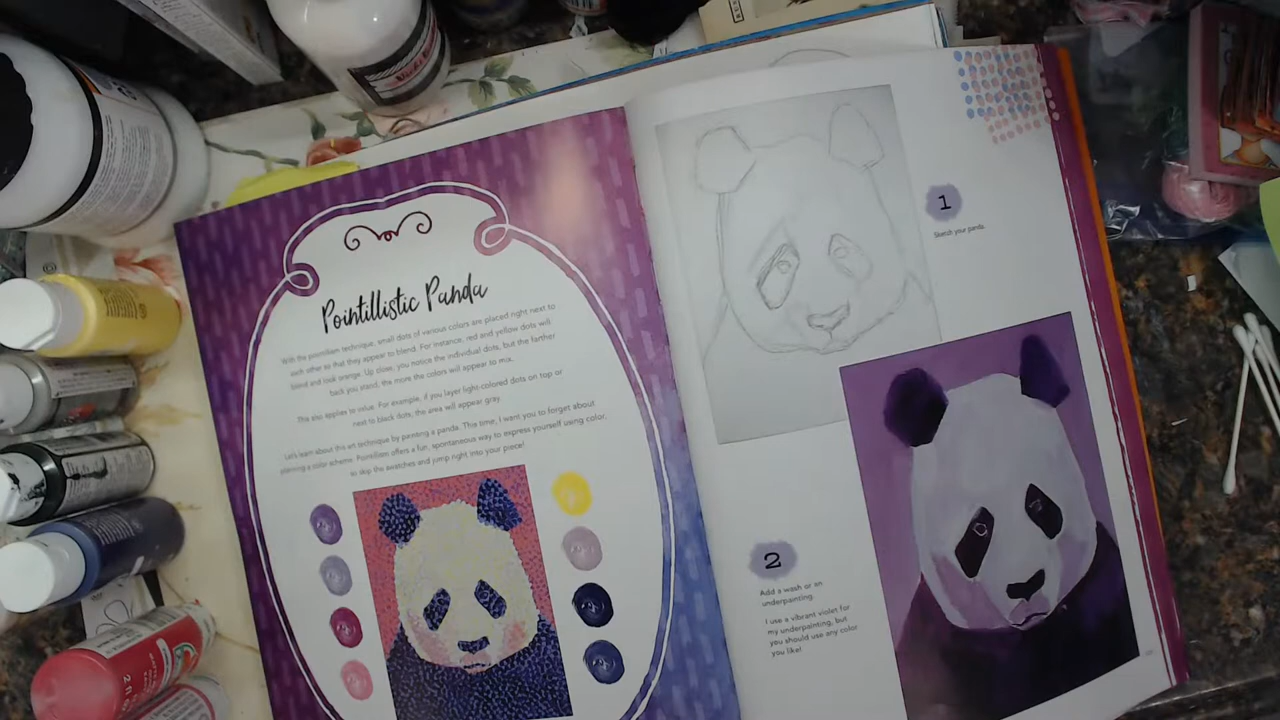 Pointillistic Panda
With the pointillism technique, small dots of various colors are placed right next to
each other so that they appear to blend. For instance, red and yellow dots will
blend and look orange. Up close, you notice the individual dots, but the farther
back you stand, the more the colors will appear to mix.
This also applies to value. For example, if you layer light-colored dots on top or
next to black dots, the area will appear gray.
Let's learn about this art technique by painting a panda. This time, I want you to forget about
planning a color scheme. Pointillism offers a fun, spontaneous way to express yourself using color,
so skip the swatches and jump right into your piece!
1
Sketch your panda.
2
Add a wash or an
underpainting.
I use a vibrant violet for
my underpainting, but
you should use any color
you like!